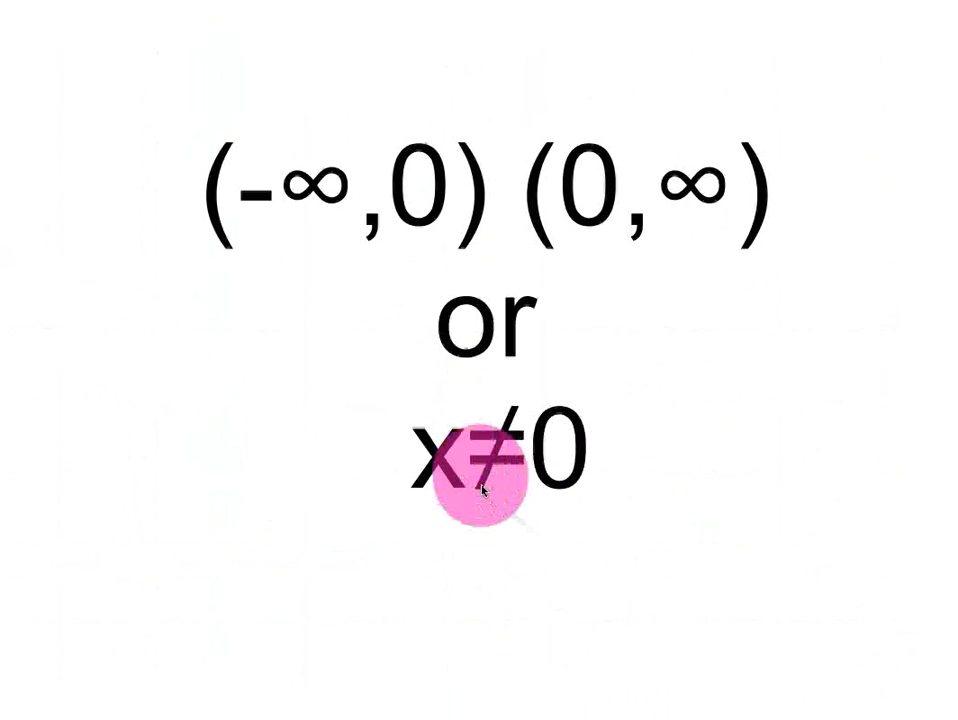 (-∞,0) (0,∞)
or
x≠0